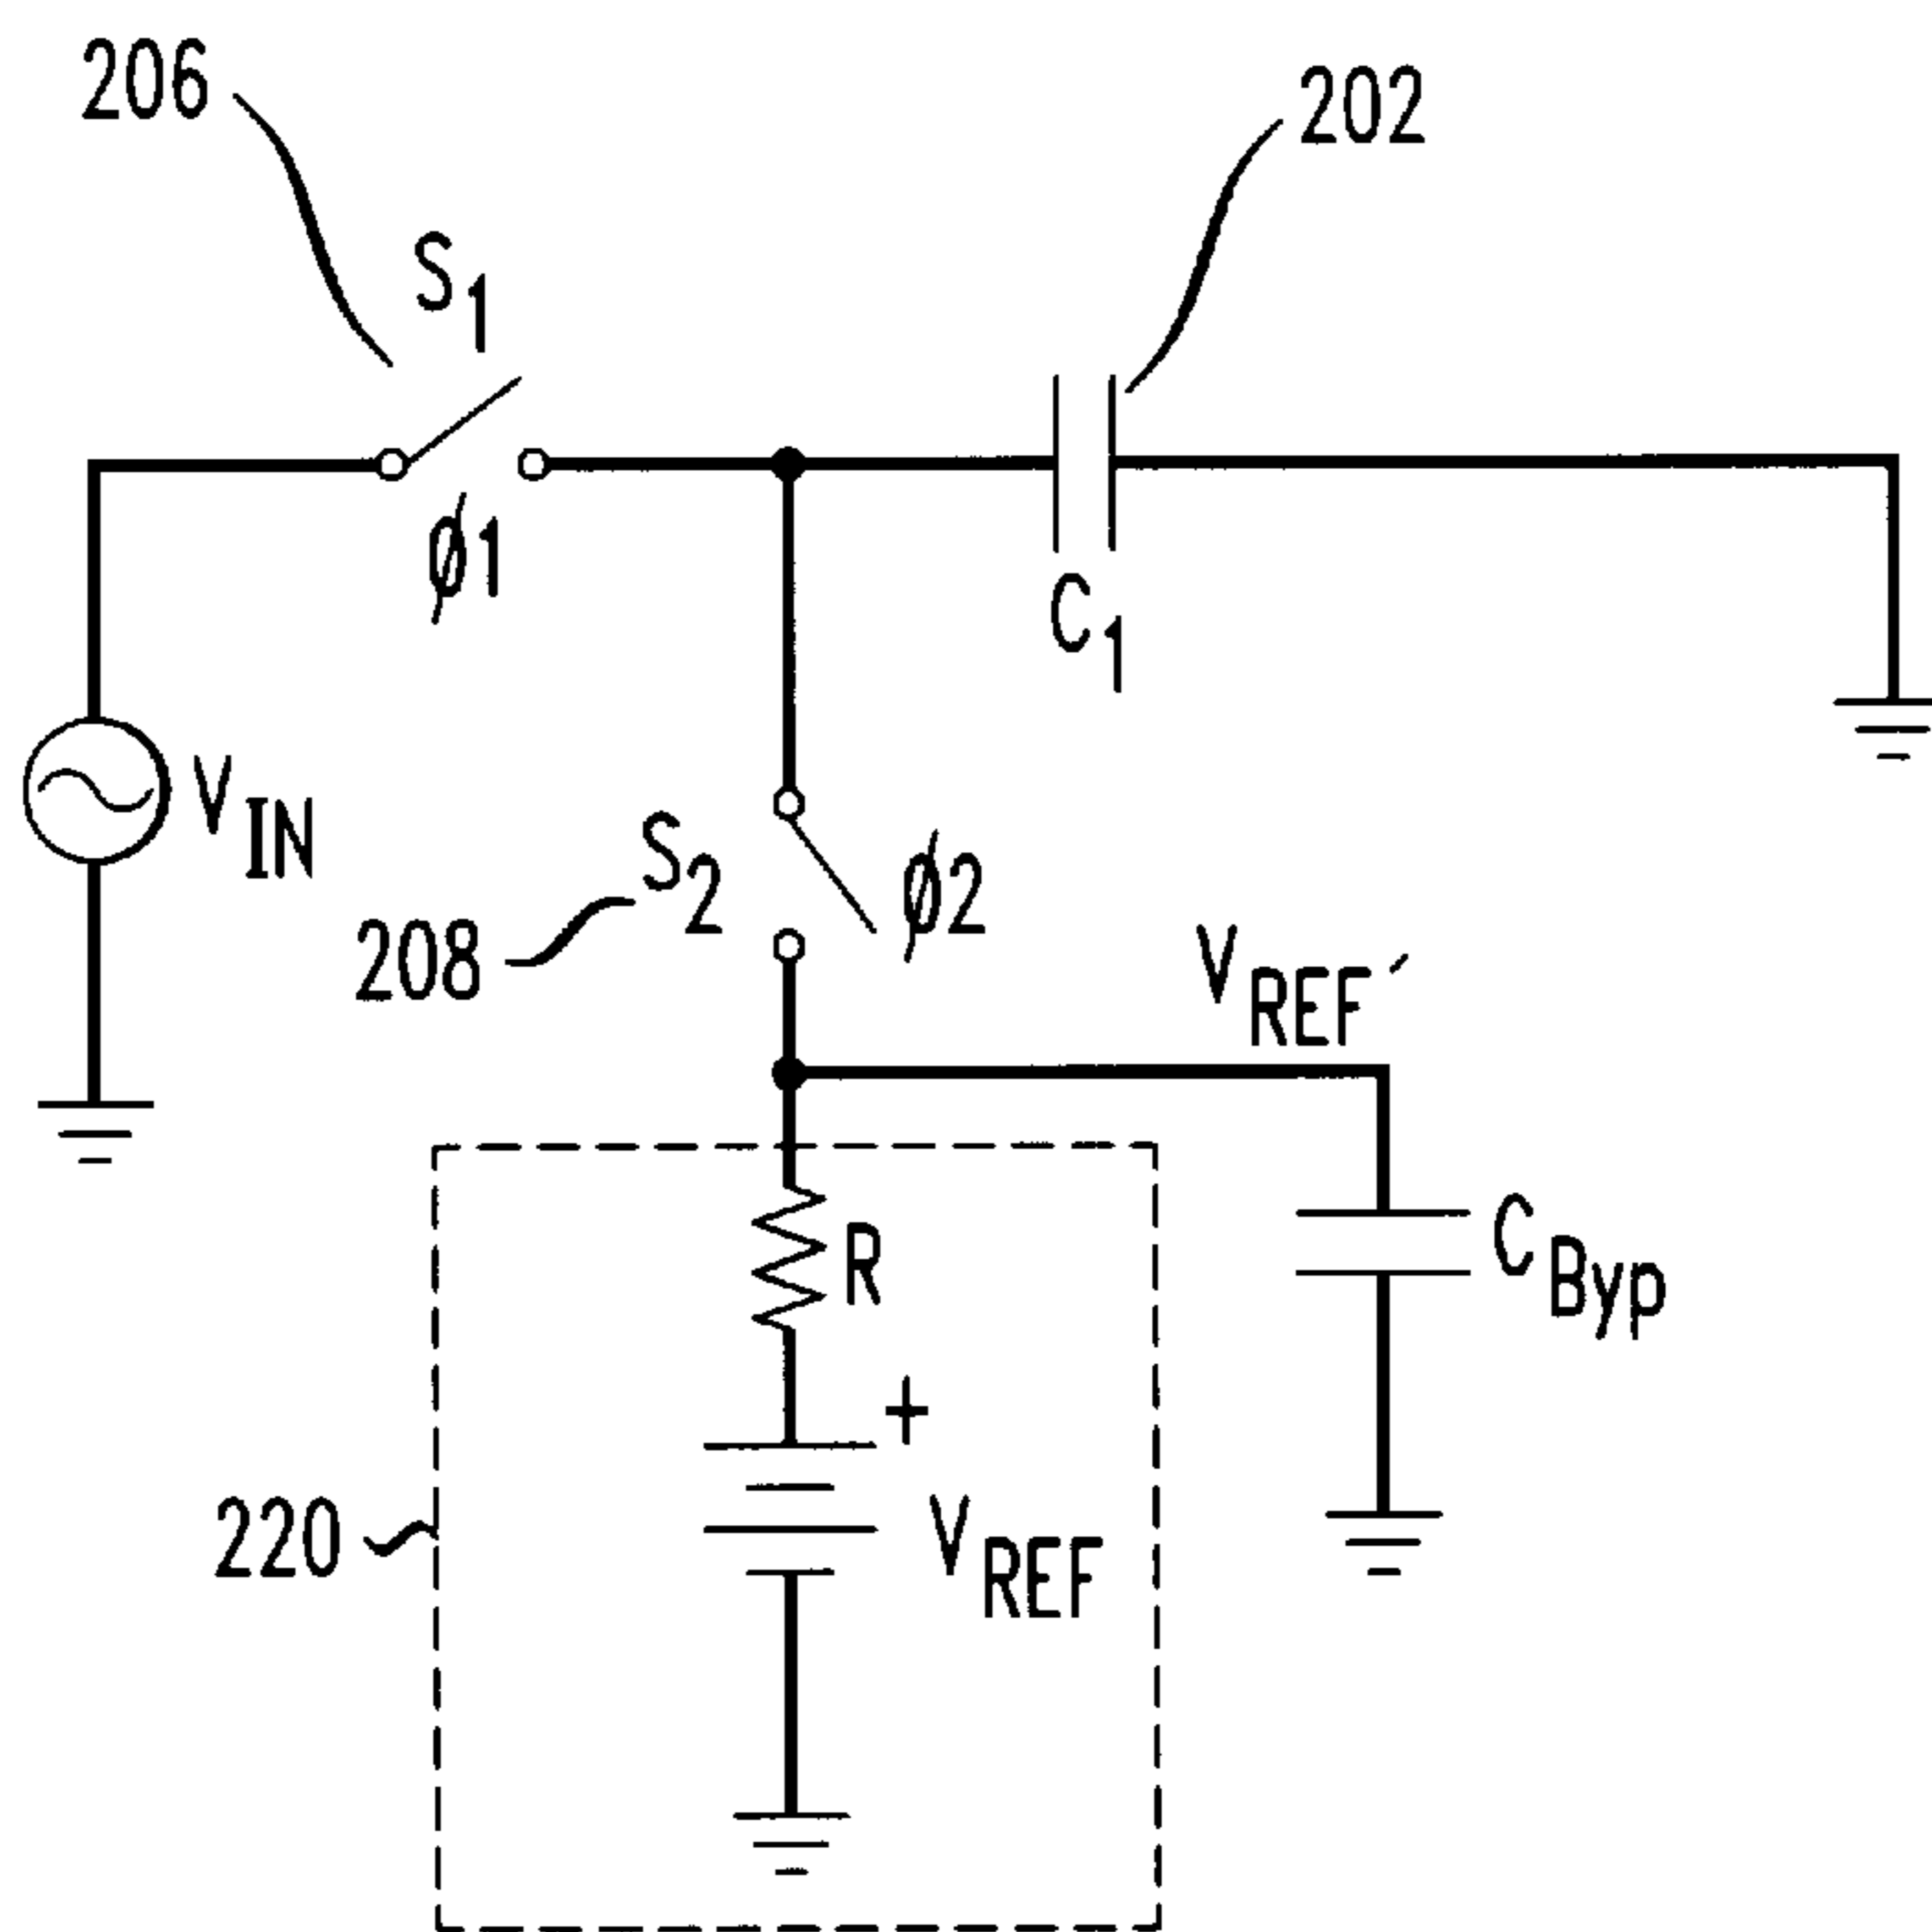 206
202
S1
ø1
C1
VIN
S2
ø2
208
VREF´
R
CByp
+
VREF
220